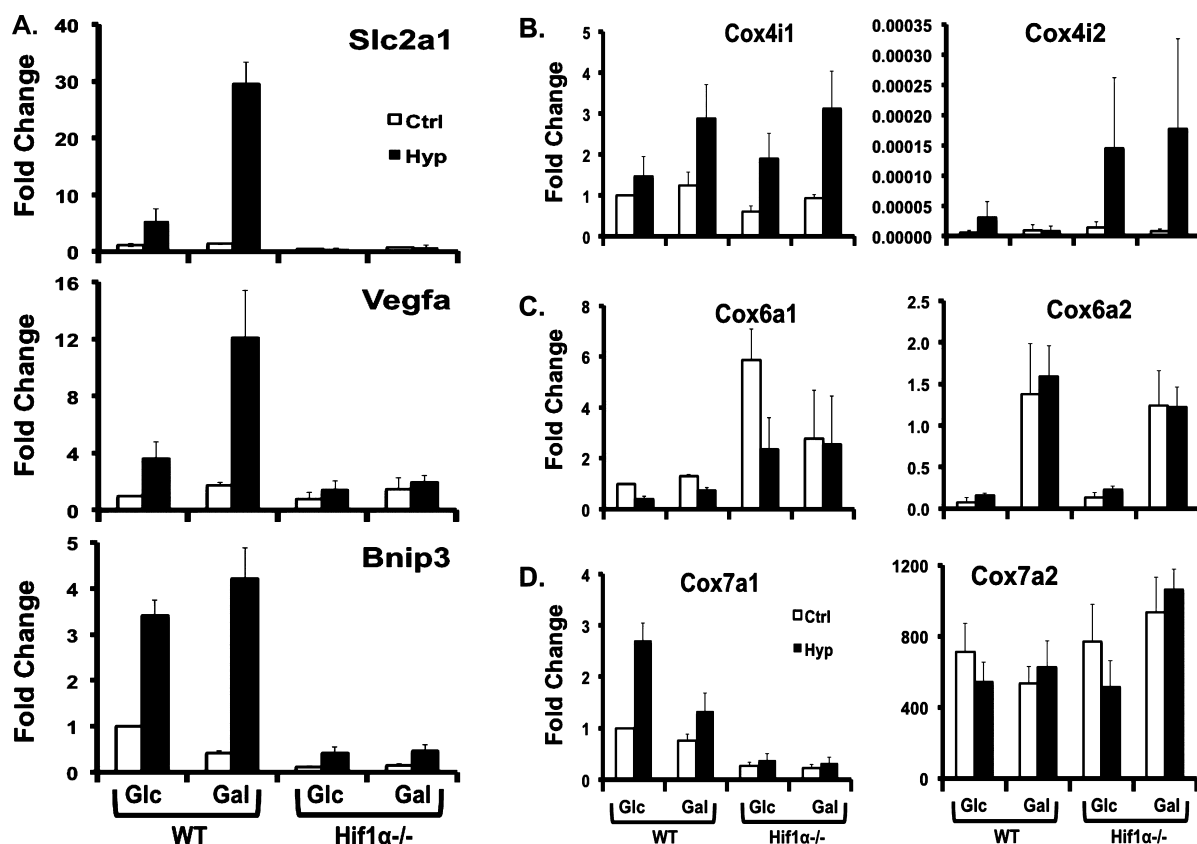 A.
Slc2a1
Fold Change
40
30
20
10
0
Ctrl
Hyp
Vegfa
Fold Change
16
12
8
4
0
Bnip3
Fold Change
5
4
3
2
1
0
Glc Gal Glc Gal
WT Hif1α-/-
B.
Cox4i1
Fold Change
5
4
3
2
1
0
Cox4i2
0.00035
0.00030
0.00025
0.00020
0.00015
0.00010
0.00005
0.00000
C.
Cox6a1
Fold Change
8
6
4
2
0
Cox6a2
2.5
2.0
1.5
1.0
0.5
0.0
D.
Cox7a1
Fold Change
4
3
2
1
0
Ctrl
Hyp
Glc Gal Glc Gal
WT Hif1α-/-
Cox7a2
1200
800
400
0
Glc Gal Glc Gal
WT Hif1α-/-